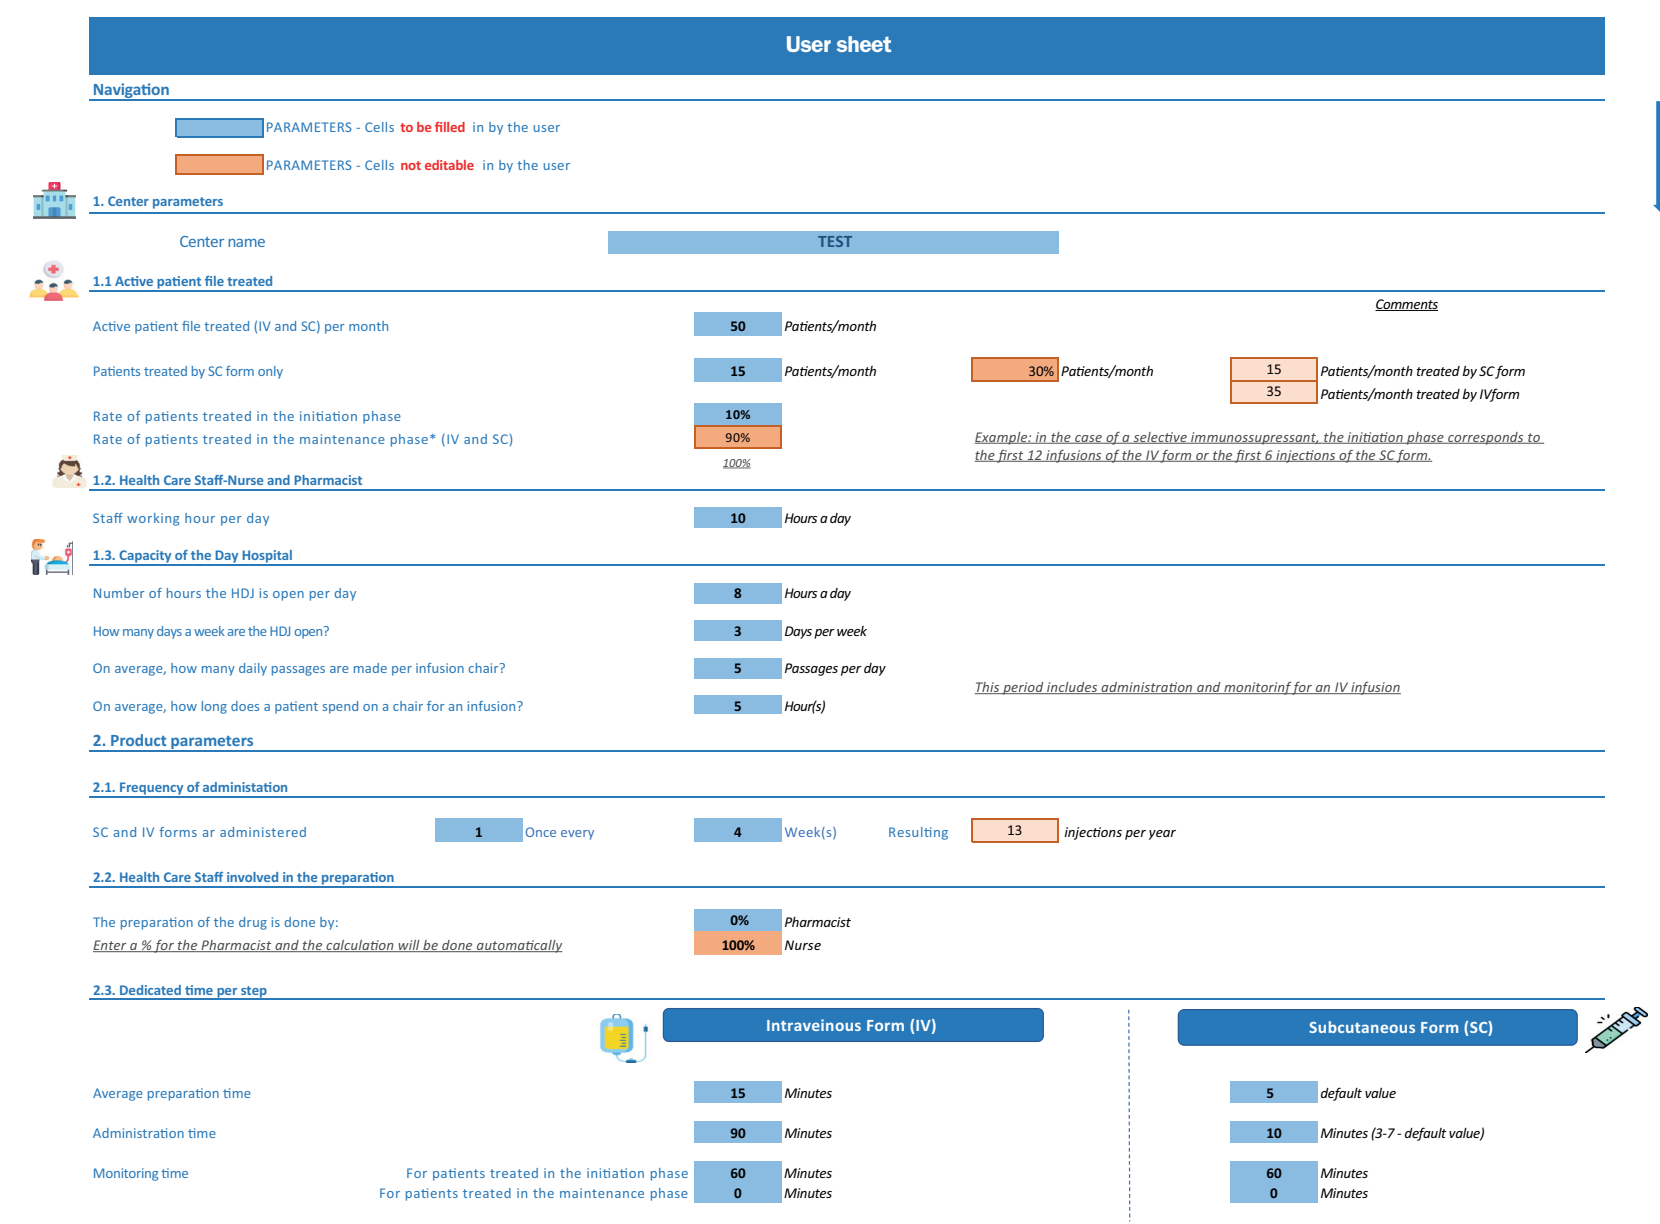 User sheet
Navigation
PARAMETERS - Cells to be filled in by the user
PARAMETERS - Cells not editable in by the user
1. Center parameters
Center name TEST
1.1 Active patient file treated
Comments
Active patient file treated (IV and SC) per month 50 Patients/month
Patients treated by SC form only 15 Patients/month 30% Patients/month 15 Patients/month treated by SC form
35 Patients/month treated by IVform
Rate of patients treated in the initiation phase 10%
Rate of patients treated in the maintenance phase* (IV and SC) 90% Example: in the case of a selective immunossupressant, the initiation phase corresponds to
the first 12 infusions of the IV form or the first 6 injections of the SC form.
100%
1.2. Health Care Staff-Nurse and Pharmacist
Staff working hour per day 10 Hours a day
1.3. Capacity of the Day Hospital
Number of hours the HDJ is open per day 8 Hours a day
How many days a week are the HDJ open? 3 Days per week
On average, how many daily passages are made per infusion chair? 5 Passages per day
This period includes administration and monitorinf for an IV infusion
On average, how long does a patient spend on a chair for an infusion? 5 Hour(s)
2. Product parameters
2.1. Frequency of administation
SC and IV forms ar administered 1 Once every 4 Week(s) Resulting 13 injections per year
2.2. Health Care Staff involved in the preparation
The preparation of the drug is done by: 0% Pharmacist
Enter a % for the Pharmacist and the calculation will be done automatically 100% Nurse
2.3. Dedicated time per step
Intraveinous Form (IV) Subcutaneous Form (SC)
Average preparation time 15 Minutes 5 default value
Administration time 90 Minutes 10 Minutes (3-7 - default value)
Monitoring time For patients treated in the initiation phase 60 Minutes 60 Minutes
For patients treated in the maintenance phase 0 Minutes 0 Minutes